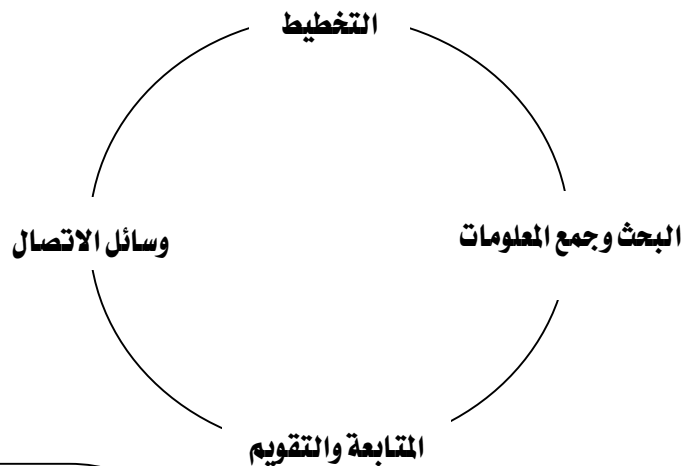 التخطيط
البحث وجمع المعلومات
وسائل الاتصال
المتابعة والتقويم